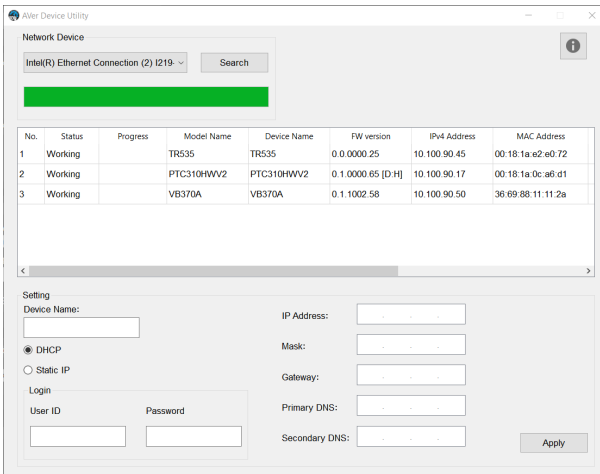 AVer Device Utility
Network Device
Intel(R) Ethernet Connection (2) I219-
Search
No. Status Progress Model Name Device Name FW version IPv4 Address MAC Address
1 Working TR535 TR535 0.0.0000.25 10.100.90.45 00:18:1a:e2:e0:72
2 Working PTC310HWV2 PTC310HWV2 0.1.0000.65 [D:H] 10.100.90.17 00:18:1a:0c:a6:d1
3 Working VB370A VB370A 0.1.1002.58 10.100.90.50 36:69:88:11:11:2a
Setting
Device Name:
DHCP
Static IP
Login
User ID Password
IP Address:
Mask:
Gateway:
Primary DNS:
Secondary DNS:
Apply